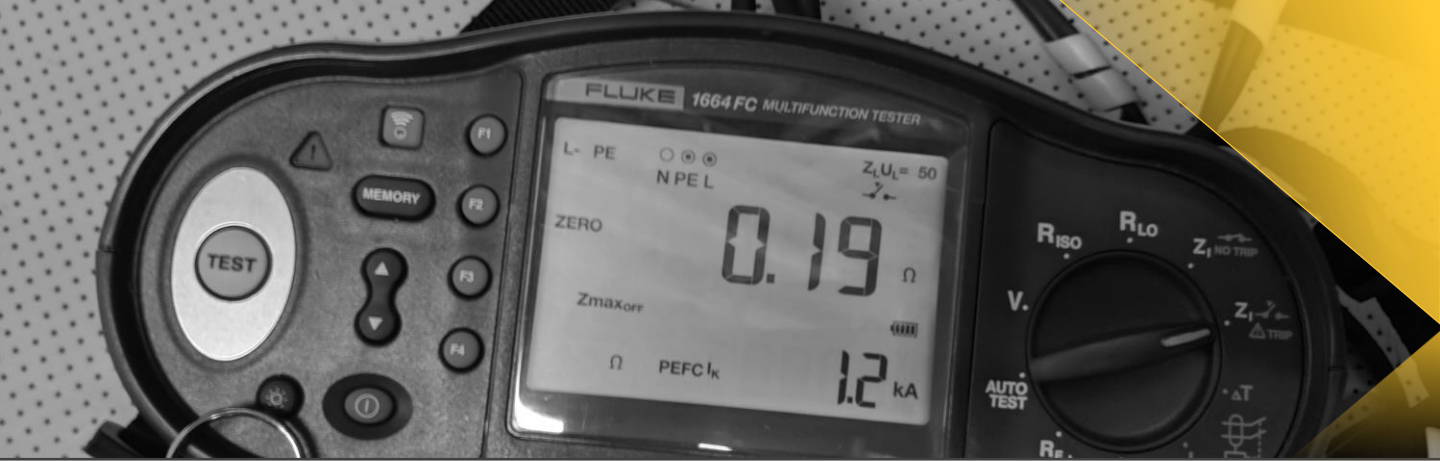 FLUKE 1664 FC MULTIFUNCTION TESTER
L- PE
N PE L
ZLUL= 50
ZERO
0.19 Ω
Zmax OFF
Ω PEFC IK 1.2 kA
TEST
MEMORY
F1
F2
F3
F4
RISO
RLO
ZI NO TRIP
V
ZI TRIP
AUTO
TEST
ΔT